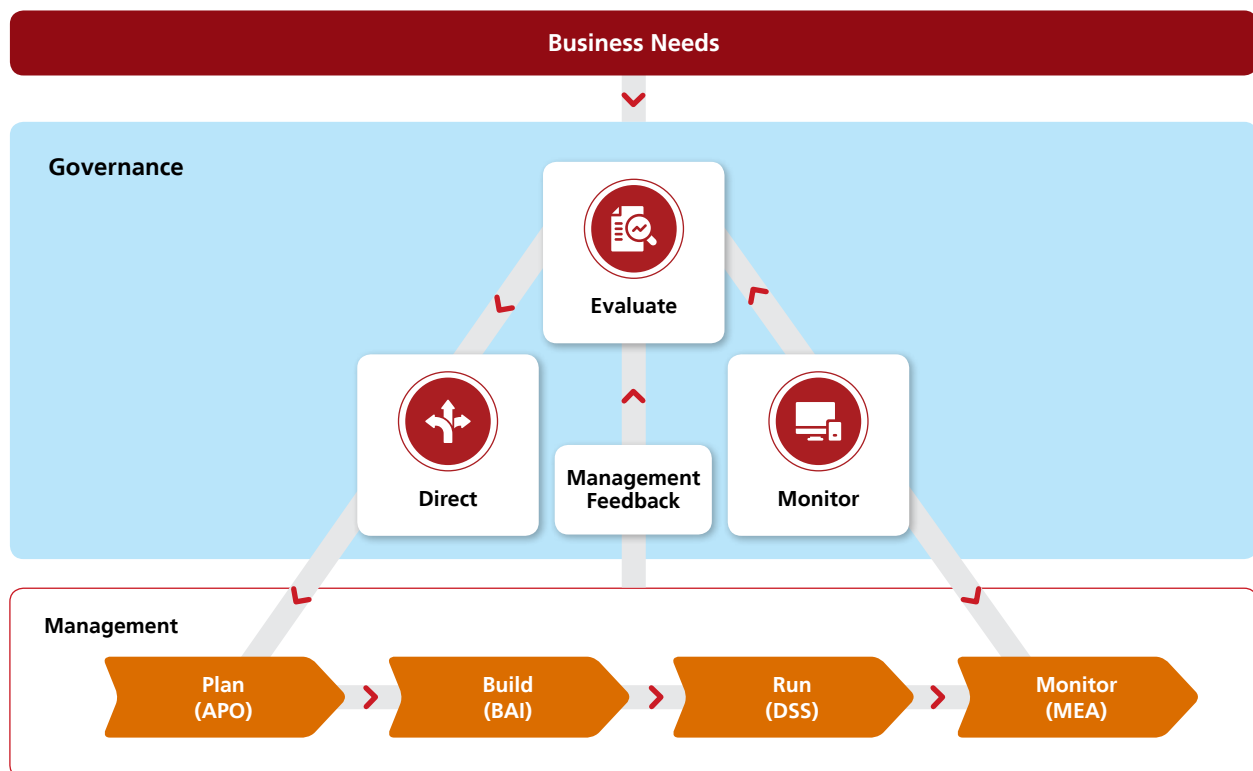 Business Needs
Governance
Evaluate
Direct
Management
Feedback
Monitor
Management
Plan
(APO)
Build
(BAI)
Run
(DSS)
Monitor
(MEA)